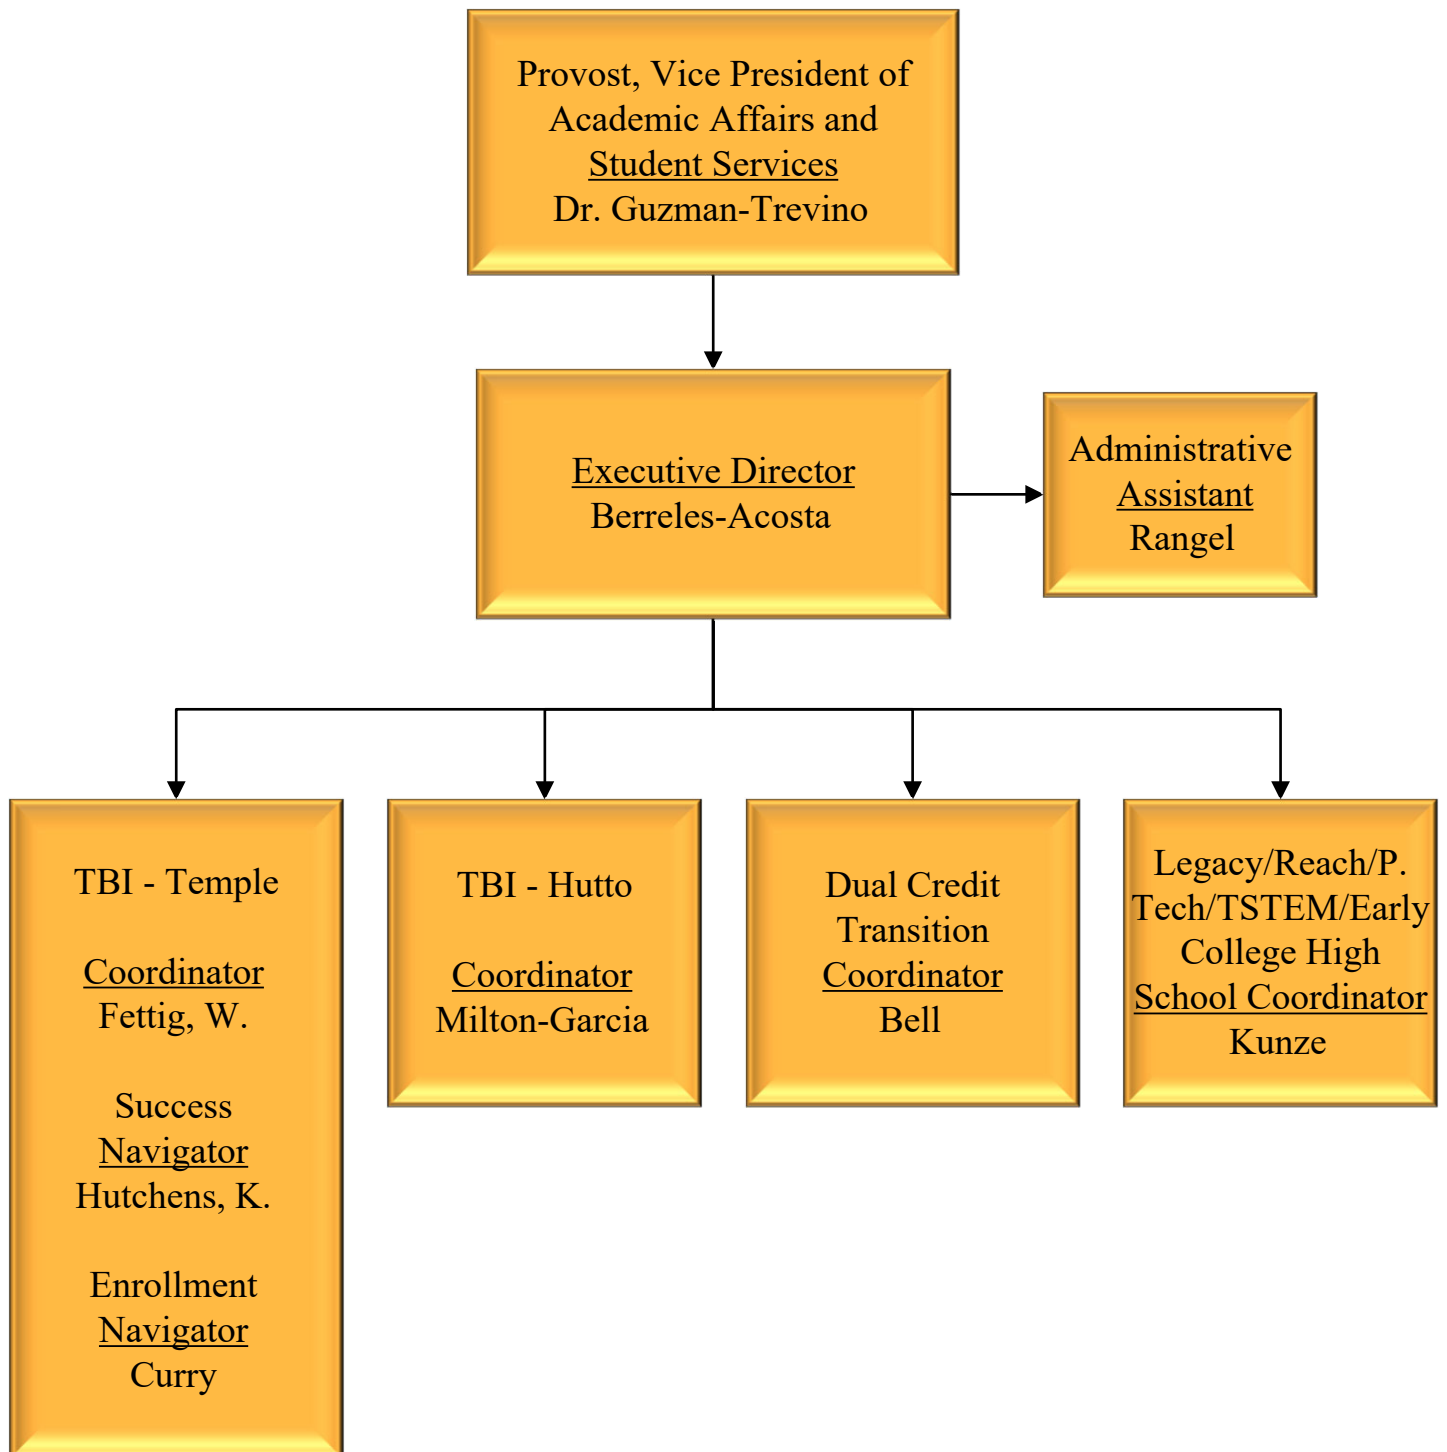 Provost, Vice President of
Academic Affairs and
Student Services
Dr. Guzman-Trevino
Executive Director
Berreles-Acosta
Administrative
Assistant
Rangel
TBI - Temple
Coordinator
Fettig, W.
Success
Navigator
Hutchens, K.
Enrollment
Navigator
Curry
TBI - Hutto
Coordinator
Milton-Garcia
Dual Credit
Transition
Coordinator
Bell
Legacy/Reach/P.
Tech/TSTEM/Early
College High
School Coordinator
Kunze